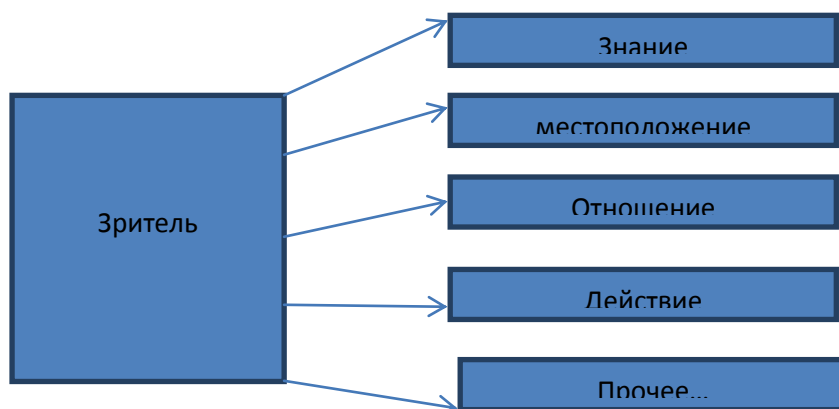 Знание
местоположение
Зритель
Отношение
Действие
Прочее...